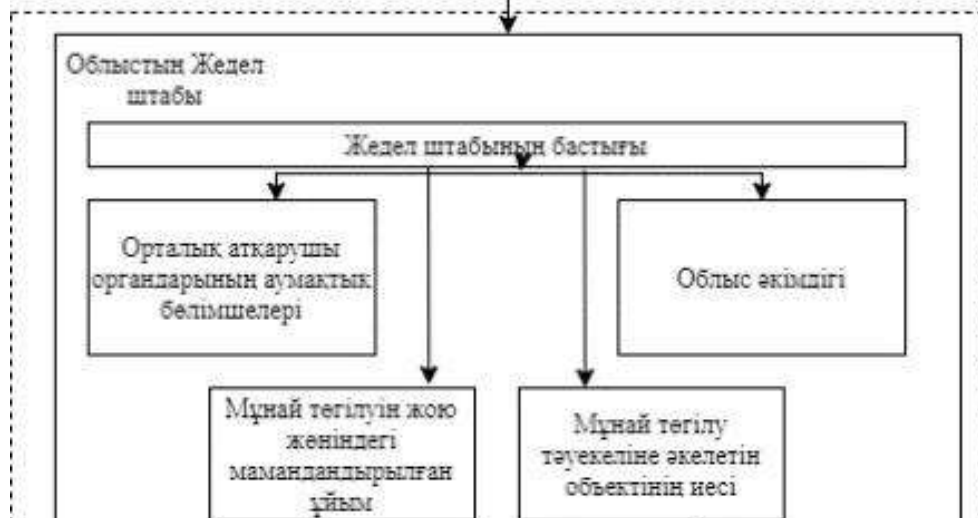 Облыстың Жедел
штабы
Жедел штабының бастығы
Орталық атқарушы
органдарының аумақтық
бөлімшелері
Облыс әкімдігі
Мұнай төгілуін жою
жөніндегі
мамандандырылған
ұйым
Мұнай төгілу
тәуекеліне әкелетін
объектінің иесі